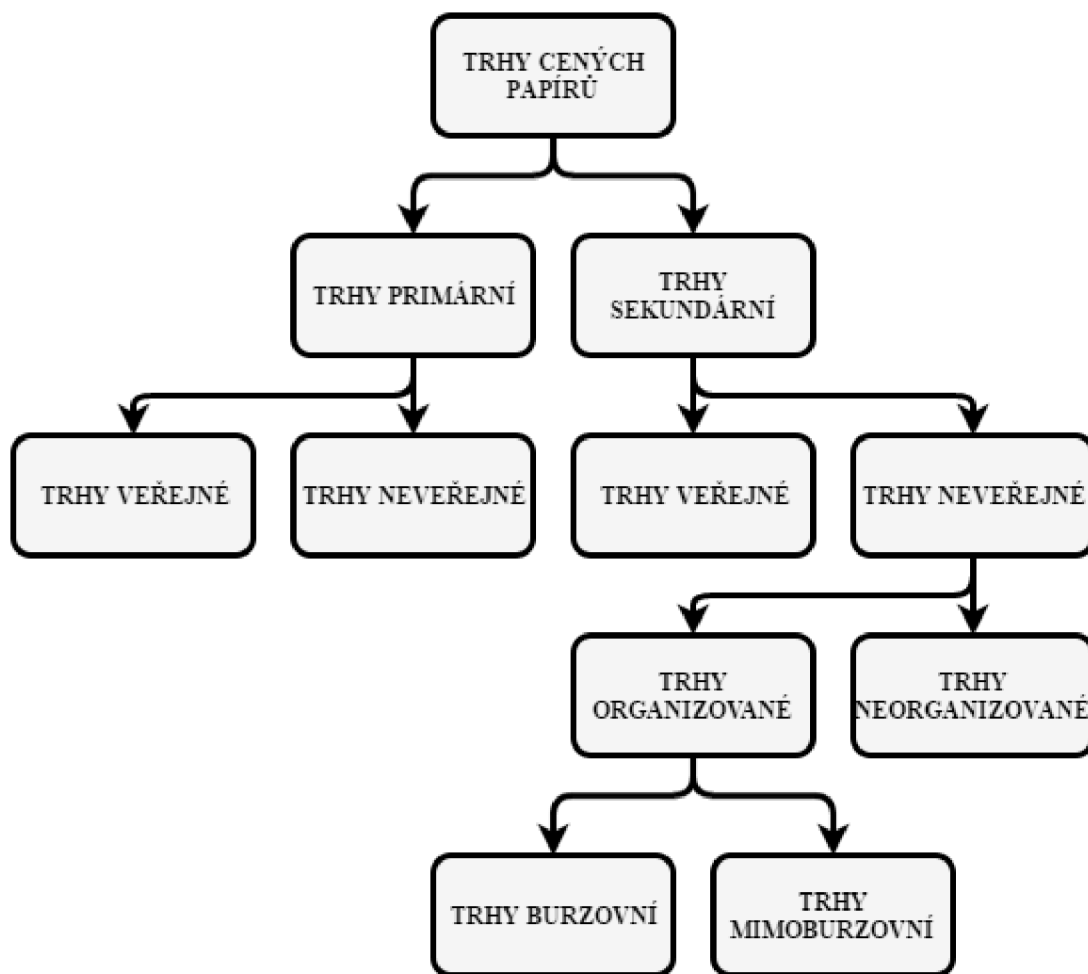 TRHY CENÝCH
PAPÍRŮ
TRHY PRIMÁRNÍ
TRHY
SEKUNDÁRNÍ
TRHY VEŘEJNÉ
TRHY NEVEŘEJNÉ
TRHY VEŘEJNÉ
TRHY NEVEŘEJNÉ
TRHY
ORGANIZOVANÉ
TRHY
NEORGANIZOVANÉ
TRHY BURZOVNÍ
TRHY
MIMOBURZOVNÍ